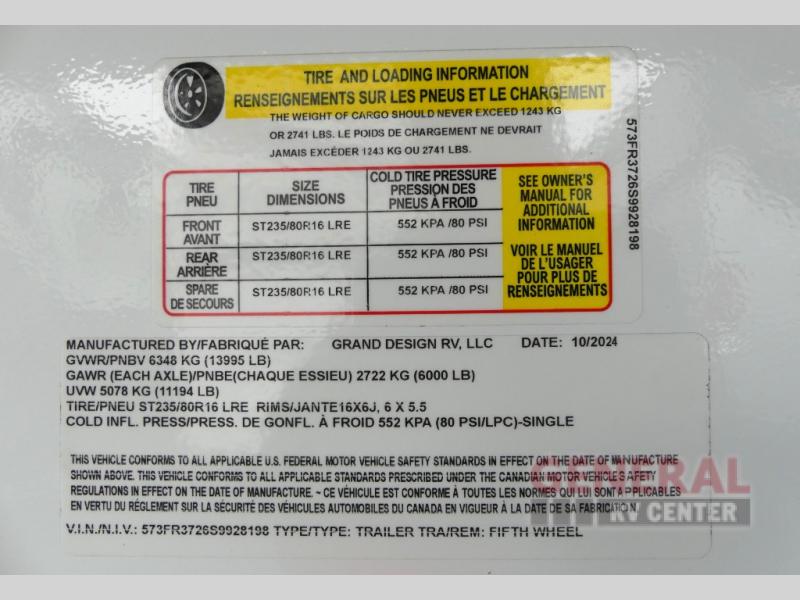 TIRE AND LOADING INFORMATION
RENSEIGNEMENTS SUR LES PNEUS ET LE CHARGEMENT
THE WEIGHT OF CARGO SHOULD NEVER EXCEED 1243 KG
OR 2741 LBS. LE POIDS DE CHARGEMENT NE DEVRAIT
JAMAIS EXCÉDER 1243 KG OU 2741 LBS.
TIRE
PNEU
SIZE
DIMENSIONS
COLD TIRE PRESSURE
PRESSION DES
PNEUS À FROID
FRONT
AVANT
ST235/80R16 LRE
552 KPA /80 PSI
REAR
ARRIÈRE
ST235/80R16 LRE
552 KPA /80 PSI
SPARE
DE SECOURS
ST235/80R16 LRE
552 KPA /80 PSI
SEE OWNER'S
MANUAL FOR
ADDITIONAL
INFORMATION
VOIR LE MANUEL
DE L'USAGER
POUR PLUS DE
RENSEIGNEMENTS
573FR3726S9928198
MANUFACTURED BY/FABRIQUÉ PAR: GRAND DESIGN RV, LLC DATE: 10/2024
GVWR/PNBV 6348 KG (13995 LB)
GAWR (EACH AXLE)/PNBE(CHAQUE ESSIEU) 2722 KG (6000 LB)
UVW 5078 KG (11194 LB)
TIRE/PNEU ST235/80R16 LRE RIMS/JANTE16X6J, 6 X 5.5
COLD INFL. PRESS/PRESS. DE GONFL. À FROID 552 KPA (80 PSI/LPC)-SINGLE
THIS VEHICLE CONFORMS TO ALL APPLICABLE U.S. FEDERAL MOTOR VEHICLE SAFETY STANDARDS IN EFFECT ON THE DATE OF MANUFACTURE
SHOWN ABOVE. THIS VEHICLE CONFORMS TO ALL APPLICABLE STANDARDS PRESCRIBED UNDER THE CANADIAN MOTOR VEHICLE SAFETY
REGULATIONS IN EFFECT ON THE DATE OF MANUFACTURE. ~ CE VÉHICULE EST CONFORME À TOUTES LES NORMES QUI LUI SONT APPLICABLES
EN VERTU DU RÉGLEMENT SUR LA SÉCURITÉ DES VÉHICULES AUTOMOBILES DU CANADA EN VIGUEUR À LA DATE DE SA FABRICATION.
V.I.N./N.I.V.: 573FR3726S9928198 TYPE/TYPE: TRAILER TRA/REM: FIFTH WHEEL
GENERAL
RV CENTER